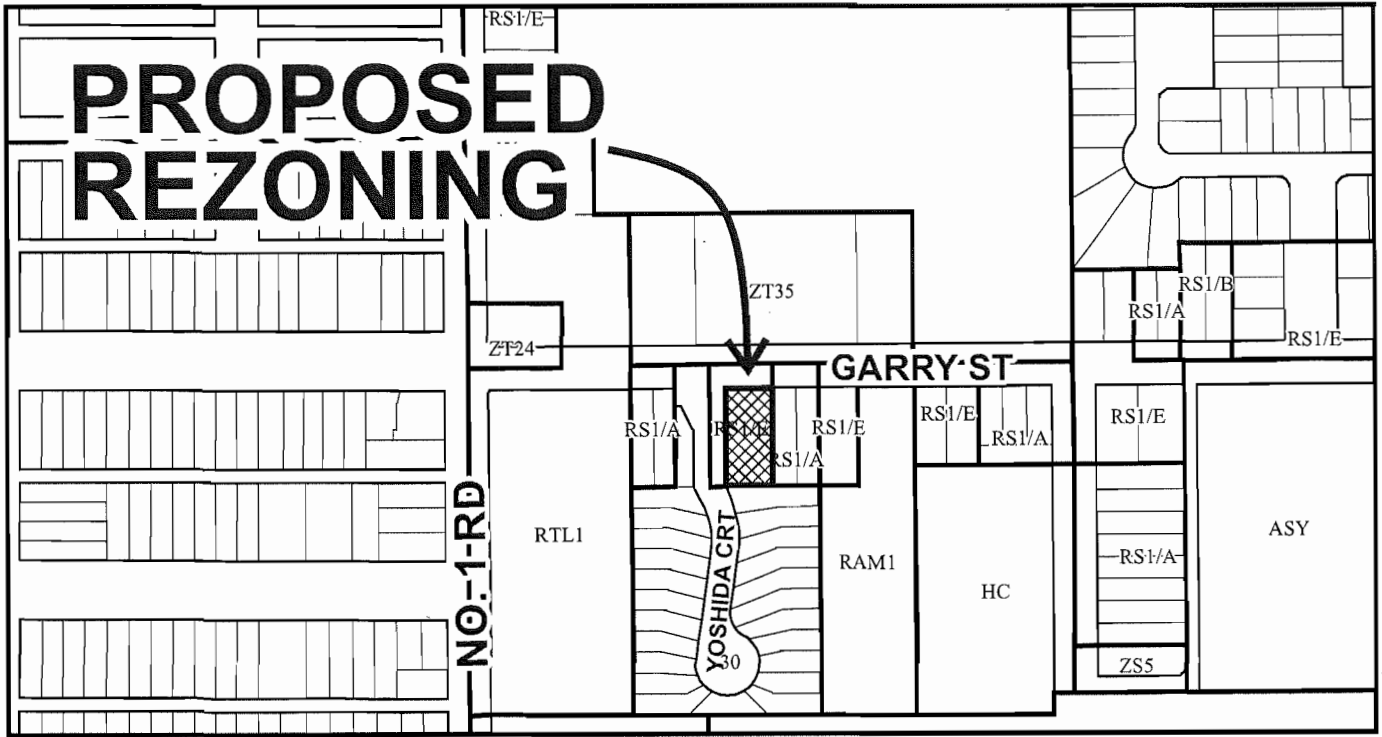 RS1/E
PROPOSED
REZONING
ZT35
RS1/B
RS1/A
RS1/E
ZT24
GARRY ST
RS1/A
RS1/A
RS1/E
RS1/E
RS1/A
RS1/E
NO. 1 RD
RTL1
YOSHIDA CRT
RAM1
HC
RS1/A
ASY
30
ZS5